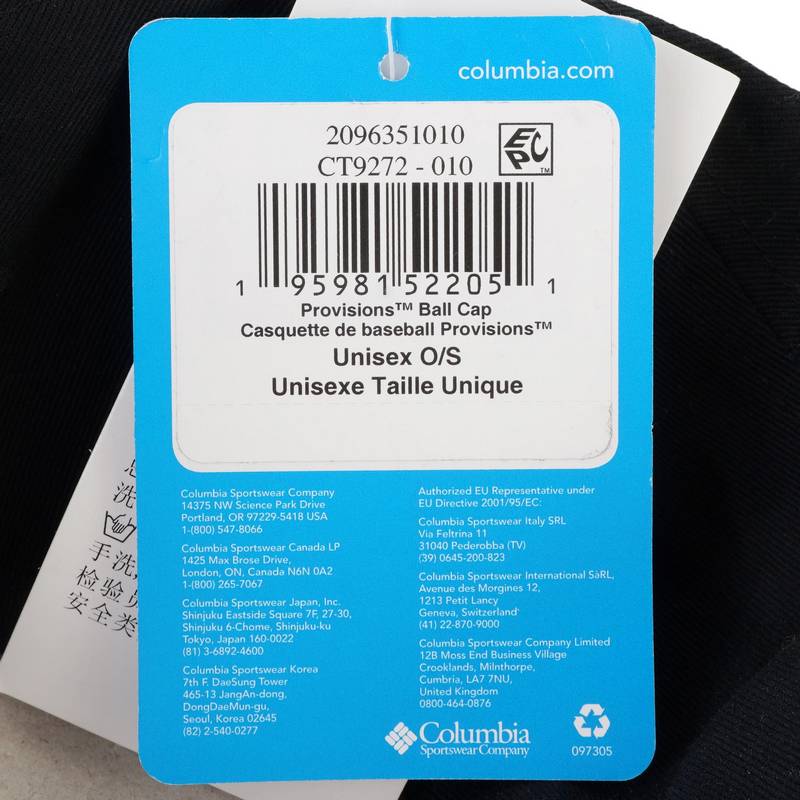 columbia.com
2096351010
CT9272 - 010
EPC TM
1 95981 52205 1
Provisions™ Ball Cap
Casquette de baseball Provisions™
Unisex O/S
Unisexe Taille Unique
Columbia Sportswear Company
14375 NW Science Park Drive
Portland, OR 97229-5418 USA
1-(800) 547-8066
Columbia Sportswear Canada LP
1425 Max Brose Drive,
London, ON, Canada N6N 0A2
1-(800) 265-7067
Columbia Sportswear Japan, Inc.
Shinjuku Eastside Square 7F, 27-30,
Shinjuku 6-Chome, Shinjuku-ku
Tokyo, Japan 160-0022
(81) 3-6892-4600
Columbia Sportswear Korea
7th F. DaeSung Tower
465-13 JangAn-dong,
DongDaeMun-gu,
Seoul, Korea 02645
(82) 2-540-0277
Authorized EU Representative under
EU Directive 2001/95/EC:
Columbia Sportswear Italy SRL
Via Feltrina 11
31040 Pederobba (TV)
(39) 0645-200-823
Columbia Sportswear International SàRL,
Avenue des Morgines 12,
1213 Petit Lancy
Geneva, Switzerland
(41) 22-870-9000
Columbia Sportswear Company Limited
12B Moss End Business Village
Crooklands, Milnthorpe,
Cumbria, LA7 7NU,
United Kingdom
0800-464-0876
Columbia
Sportswear Company
097305
洗
手洗,
检验
安全类